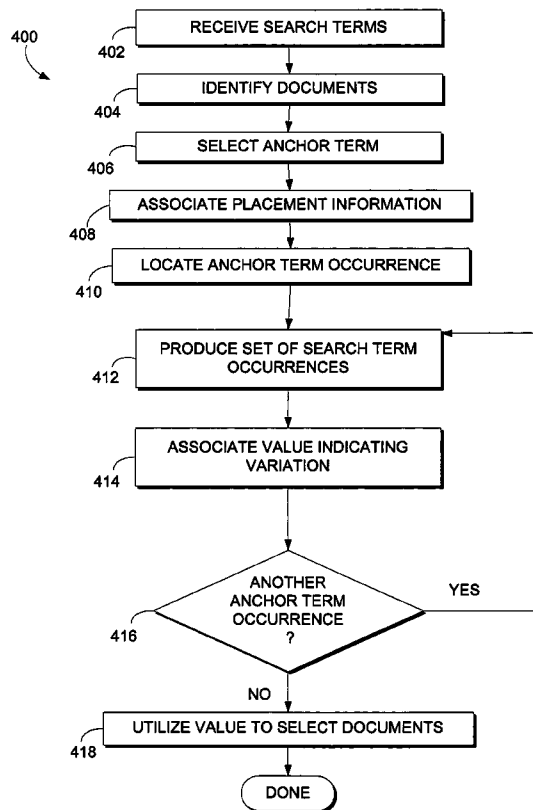 400
RECEIVE SEARCH TERMS
402
IDENTIFY DOCUMENTS
404
SELECT ANCHOR TERM
406
ASSOCIATE PLACEMENT INFORMATION
408
LOCATE ANCHOR TERM OCCURRENCE
410
PRODUCE SET OF SEARCH TERM
OCCURRENCES
412
ASSOCIATE VALUE INDICATING
VARIATION
414
ANOTHER
ANCHOR TERM
OCCURRENCE
?
YES
416
NO
UTILIZE VALUE TO SELECT DOCUMENTS
418
DONE